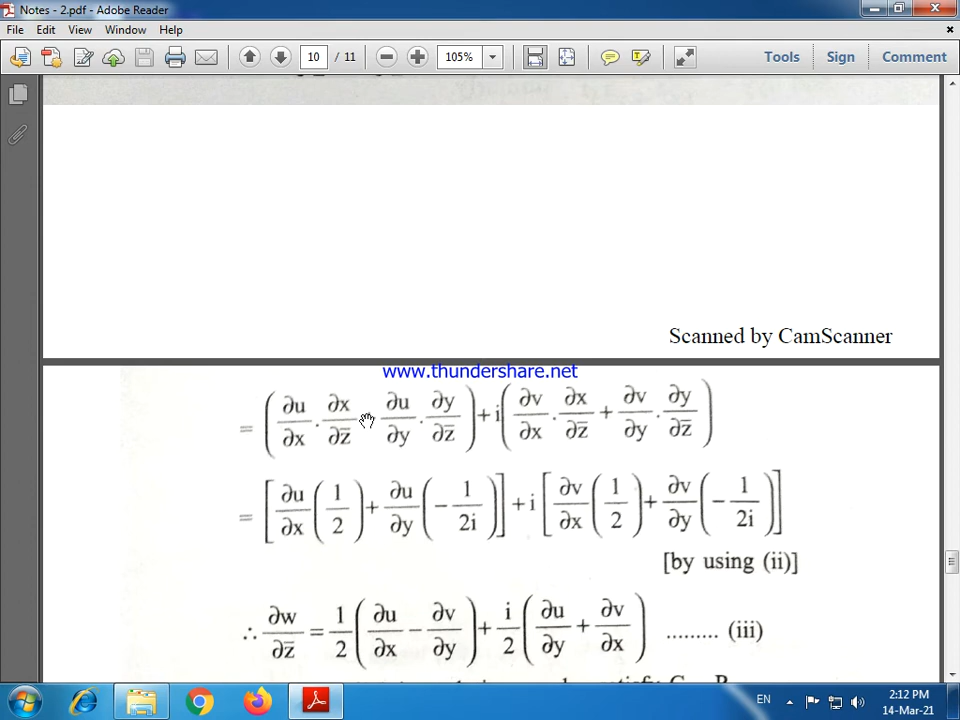 Notes - 2.pdf - Adobe Reader
File Edit View Window Help
10 / 11 105% Tools Sign Comment
Scanned by CamScanner
www.thundershare.net
= (∂u/∂x · ∂x/∂z̄ ∂u/∂y · ∂y/∂z̄) + i(∂v/∂x · ∂x/∂z̄ + ∂v/∂y · ∂y/∂z̄)
= [∂u/∂x (1/2) + ∂u/∂y (− 1/2i)] + i [∂v/∂x (1/2) + ∂v/∂y (− 1/2i)]
[by using (ii)]
∴ ∂w/∂z̄ = 1/2 (∂u/∂x − ∂v/∂y) + i/2 (∂u/∂y + ∂v/∂x) ......... (iii)
EN 2:12 PM
14-Mar-21